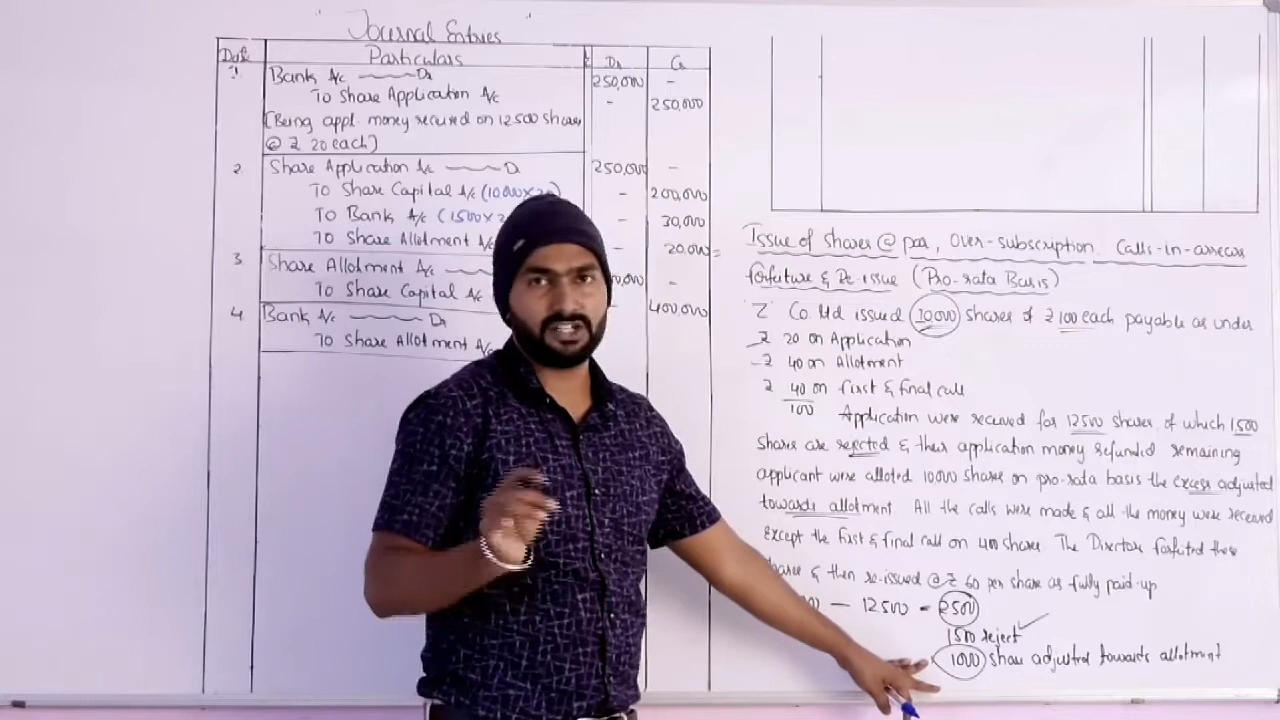 " Journal Entries "
Date Particulars Dr Cr
1 Bank A/c Dr 250,000 -
To Share Application A/c - 250,000
(Being appl. money received on 12500 shares
@ ₹ 20 each)
2 Share Application A/c D 250,000 -
To Share Capital A/c (10000 × 20) - 200,000
To Bank A/c (1500 × - 30,000
To Share Allotment A/c - 20,000 =
3 Share Allotment A/c -
To Share Capital A/c 400,000
4 Bank A/c Dr
To Share Allotment A/c
Issue of shares @ par, Over-subscription, Calls-in-arrears
forfeiture & Re-issue (Pro-rata Basis)
"Z" Co. Ltd issued 10000 shares of ₹ 100 each payable as under
₹ 20 on Application
- ₹ 40 on Allotment
₹ 40 on first & final call
100
Application were received for 12500 shares of which 1500
shares are rejected & their application money refunded remaining
applicant were alloted 10000 shares on pro-rata basis the excess adjusted
towards allotment. All the calls were made & all the money were received
Except the first & final call on 400 shares The Director forfeited these
& then re-issued @ ₹ 60 per share as fully paid-up
— 12500 = 2500
1500 reject ✓
1000 share adjusted towards allotment